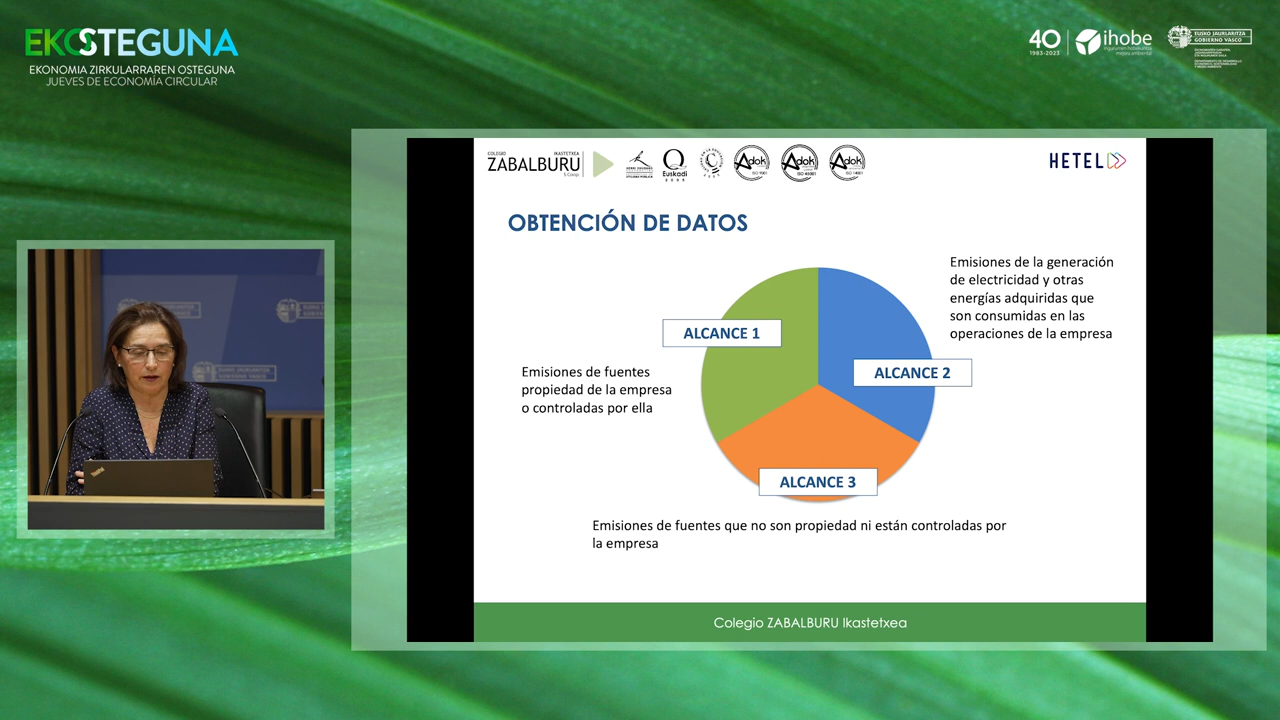 EKOSTEGUNA
EKONOMIA ZIRKULARRAREN OSTEGUNA
JUEVES DE ECONOMÍA CIRCULAR
40
1983-2023
ihobe
EUSKO JAURLARITZA
GOBIERNO VASCO
COLEGIO IKASTETXEA
ZABALBURU
S.Coop.
Euskadi
Adok
ISO 9001
Adok
ISO 45001
Adok
ISO 14001
HETEL
OBTENCIÓN DE DATOS
Emisiones de la generación
de electricidad y otras
energías adquiridas que
son consumidas en las
operaciones de la empresa
ALCANCE 1
ALCANCE 2
Emisiones de fuentes
propiedad de la empresa
o controladas por ella
ALCANCE 3
Emisiones de fuentes que no son propiedad ni están controladas por
la empresa
Colegio ZABALBURU Ikastetxea